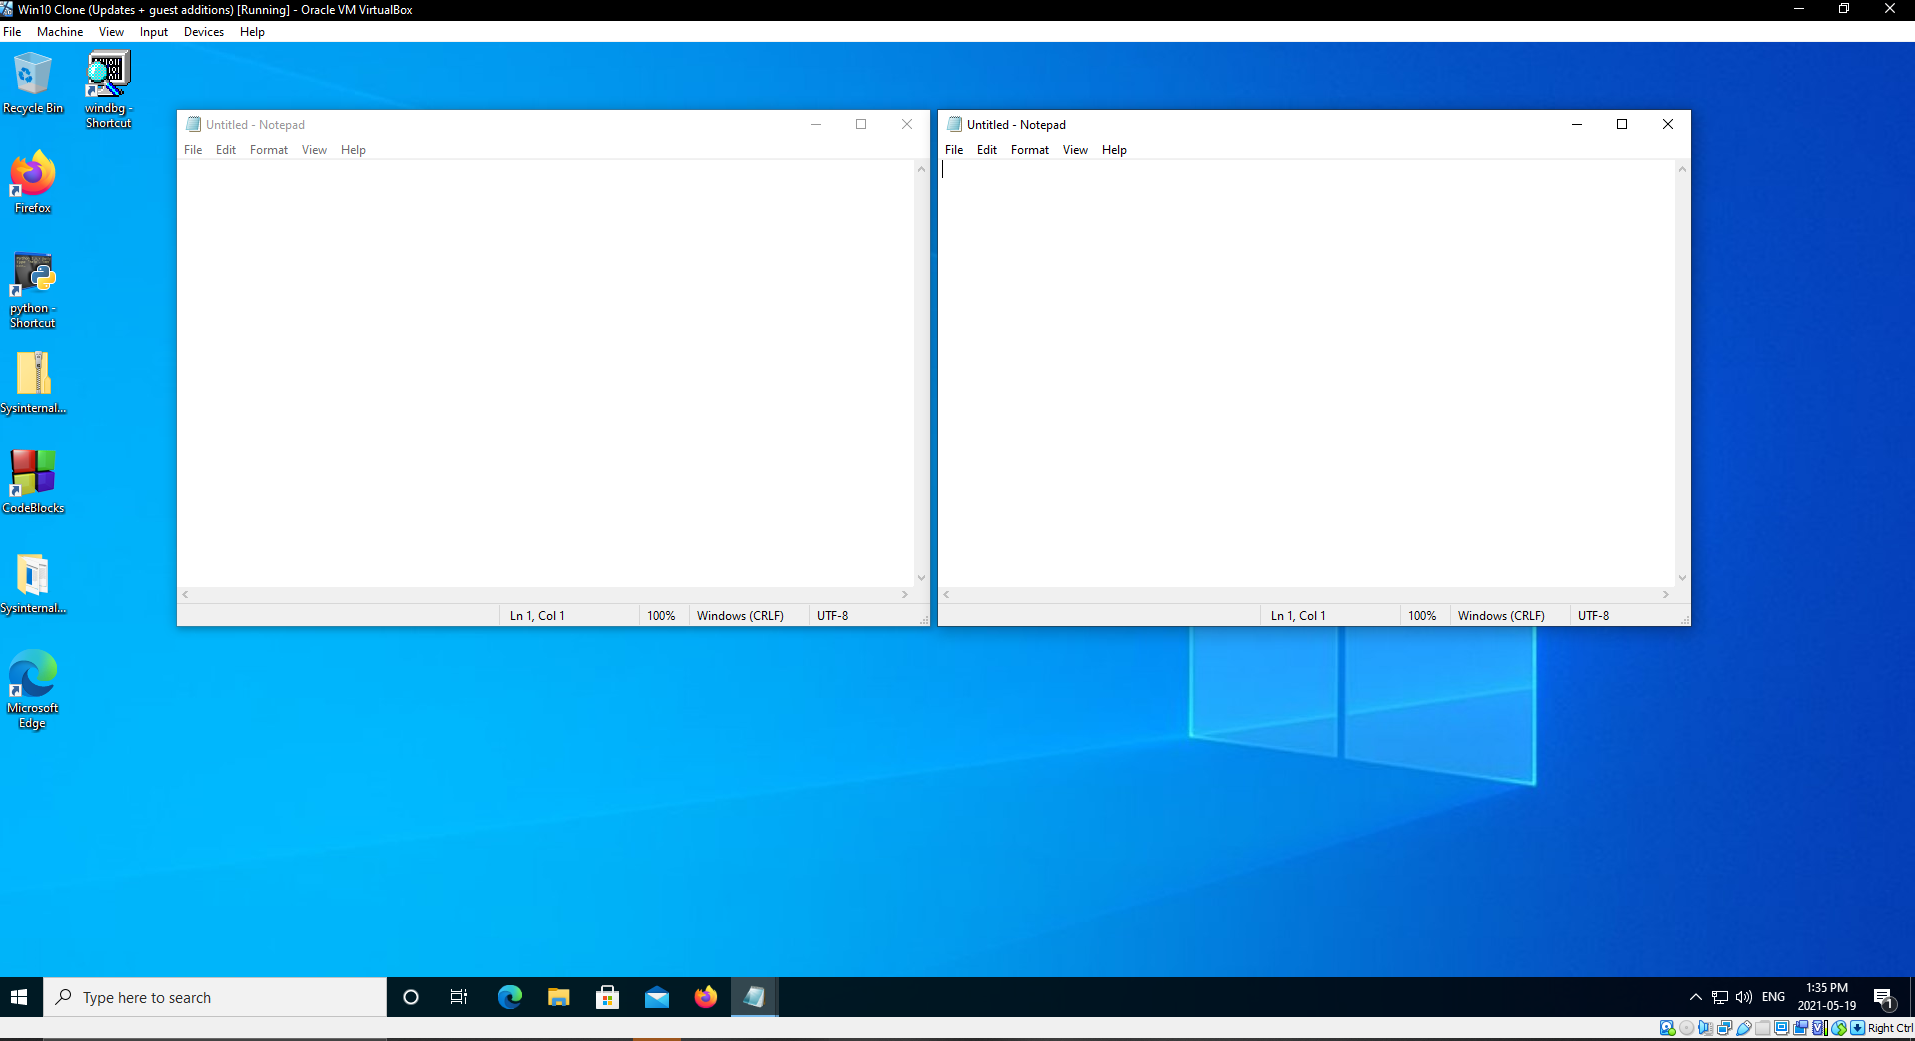 Win10 Clone (Updates + guest additions) [Running] - Oracle VM VirtualBox
File Machine View Input Devices Help
Recycle Bin
windbg -
Shortcut
Firefox
python -
Shortcut
Sysinternal...
CodeBlocks
Sysinternal...
Microsoft
Edge
Untitled - Notepad
File Edit Format View Help
Ln 1, Col 1 100% Windows (CRLF) UTF-8
Untitled - Notepad
File Edit Format View Help
Ln 1, Col 1 100% Windows (CRLF) UTF-8
Type here to search
ENG
1:35 PM
2021-05-19
1
Right Ctrl